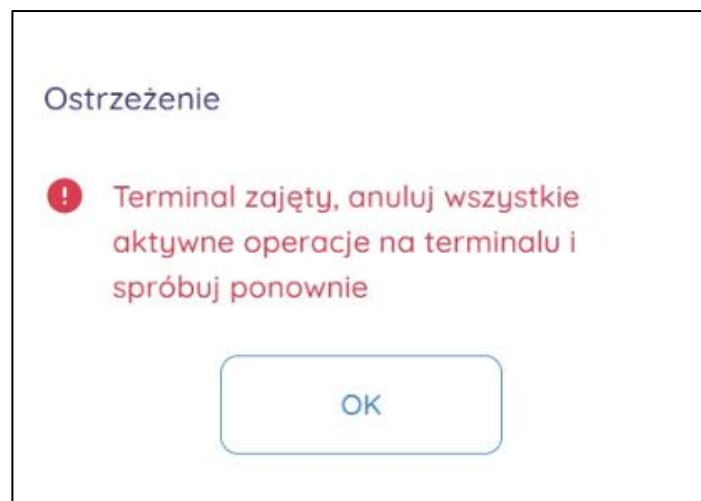 Ostrzeżenie
Terminal zajęty, anuluj wszystkie
aktywne operacje na terminalu i
spróbuj ponownie
OK